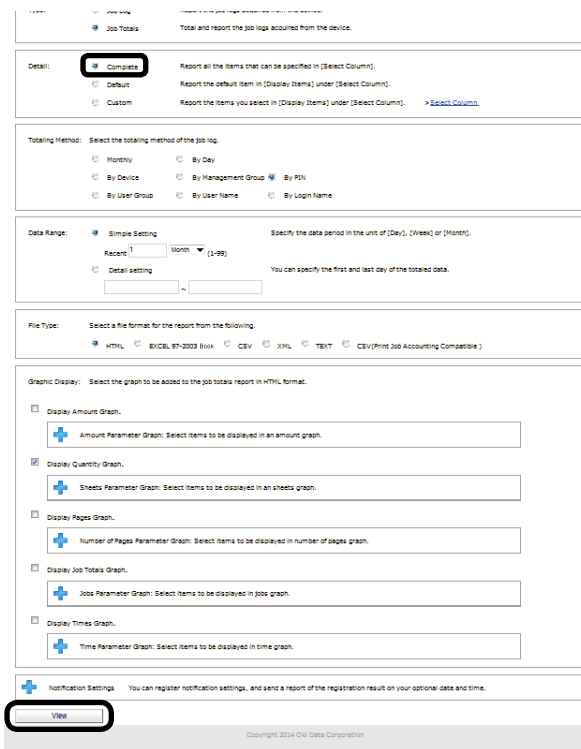 Job Totals Total and report the job logs acquired from the device.
Detail: Complete Report all the items that can be specified in [Select Column].
Default Report the default item in [Display Items] under [Select Column].
Custom Report the items you select in [Display Items] under [Select Column]. >Select Column
Totaling Method: Select the totaling method of the job log.
Monthly By Day
By Device By Management Group By PIN
By User Group By User Name By Login Name
Data Range: Simple Setting Specify the data period in the unit of [Day], [Week] or [Month].
Recent 1 Month (1-99)
Detail setting You can specify the first and last day of the totaled data.
~
File Type: Select a file format for the report from the following.
HTML EXCEL 97-2003 Book CSV XML TEXT CSV(Print Job Accounting Compatible )
Graphic Display: Select the graph to be added to the job totals report in HTML format.
Display Amount Graph.
Amount Parameter Graph: Select items to be displayed in an amount graph.
Display Quantity Graph.
Sheets Parameter Graph: Select items to be displayed in an sheets graph.
Display Pages Graph.
Number of Pages Parameter Graph: Select items to be displayed in number of pages graph.
Display Job Totals Graph.
Jobs Parameter Graph: Select items to be displayed in jobs graph.
Display Times Graph.
Time Parameter Graph: Select items to be displayed in time graph.
Notification Settings You can register notification settings, and send a report of the registration result on your optional date and time.
View
Copyright 2014 Oki Data Corporation